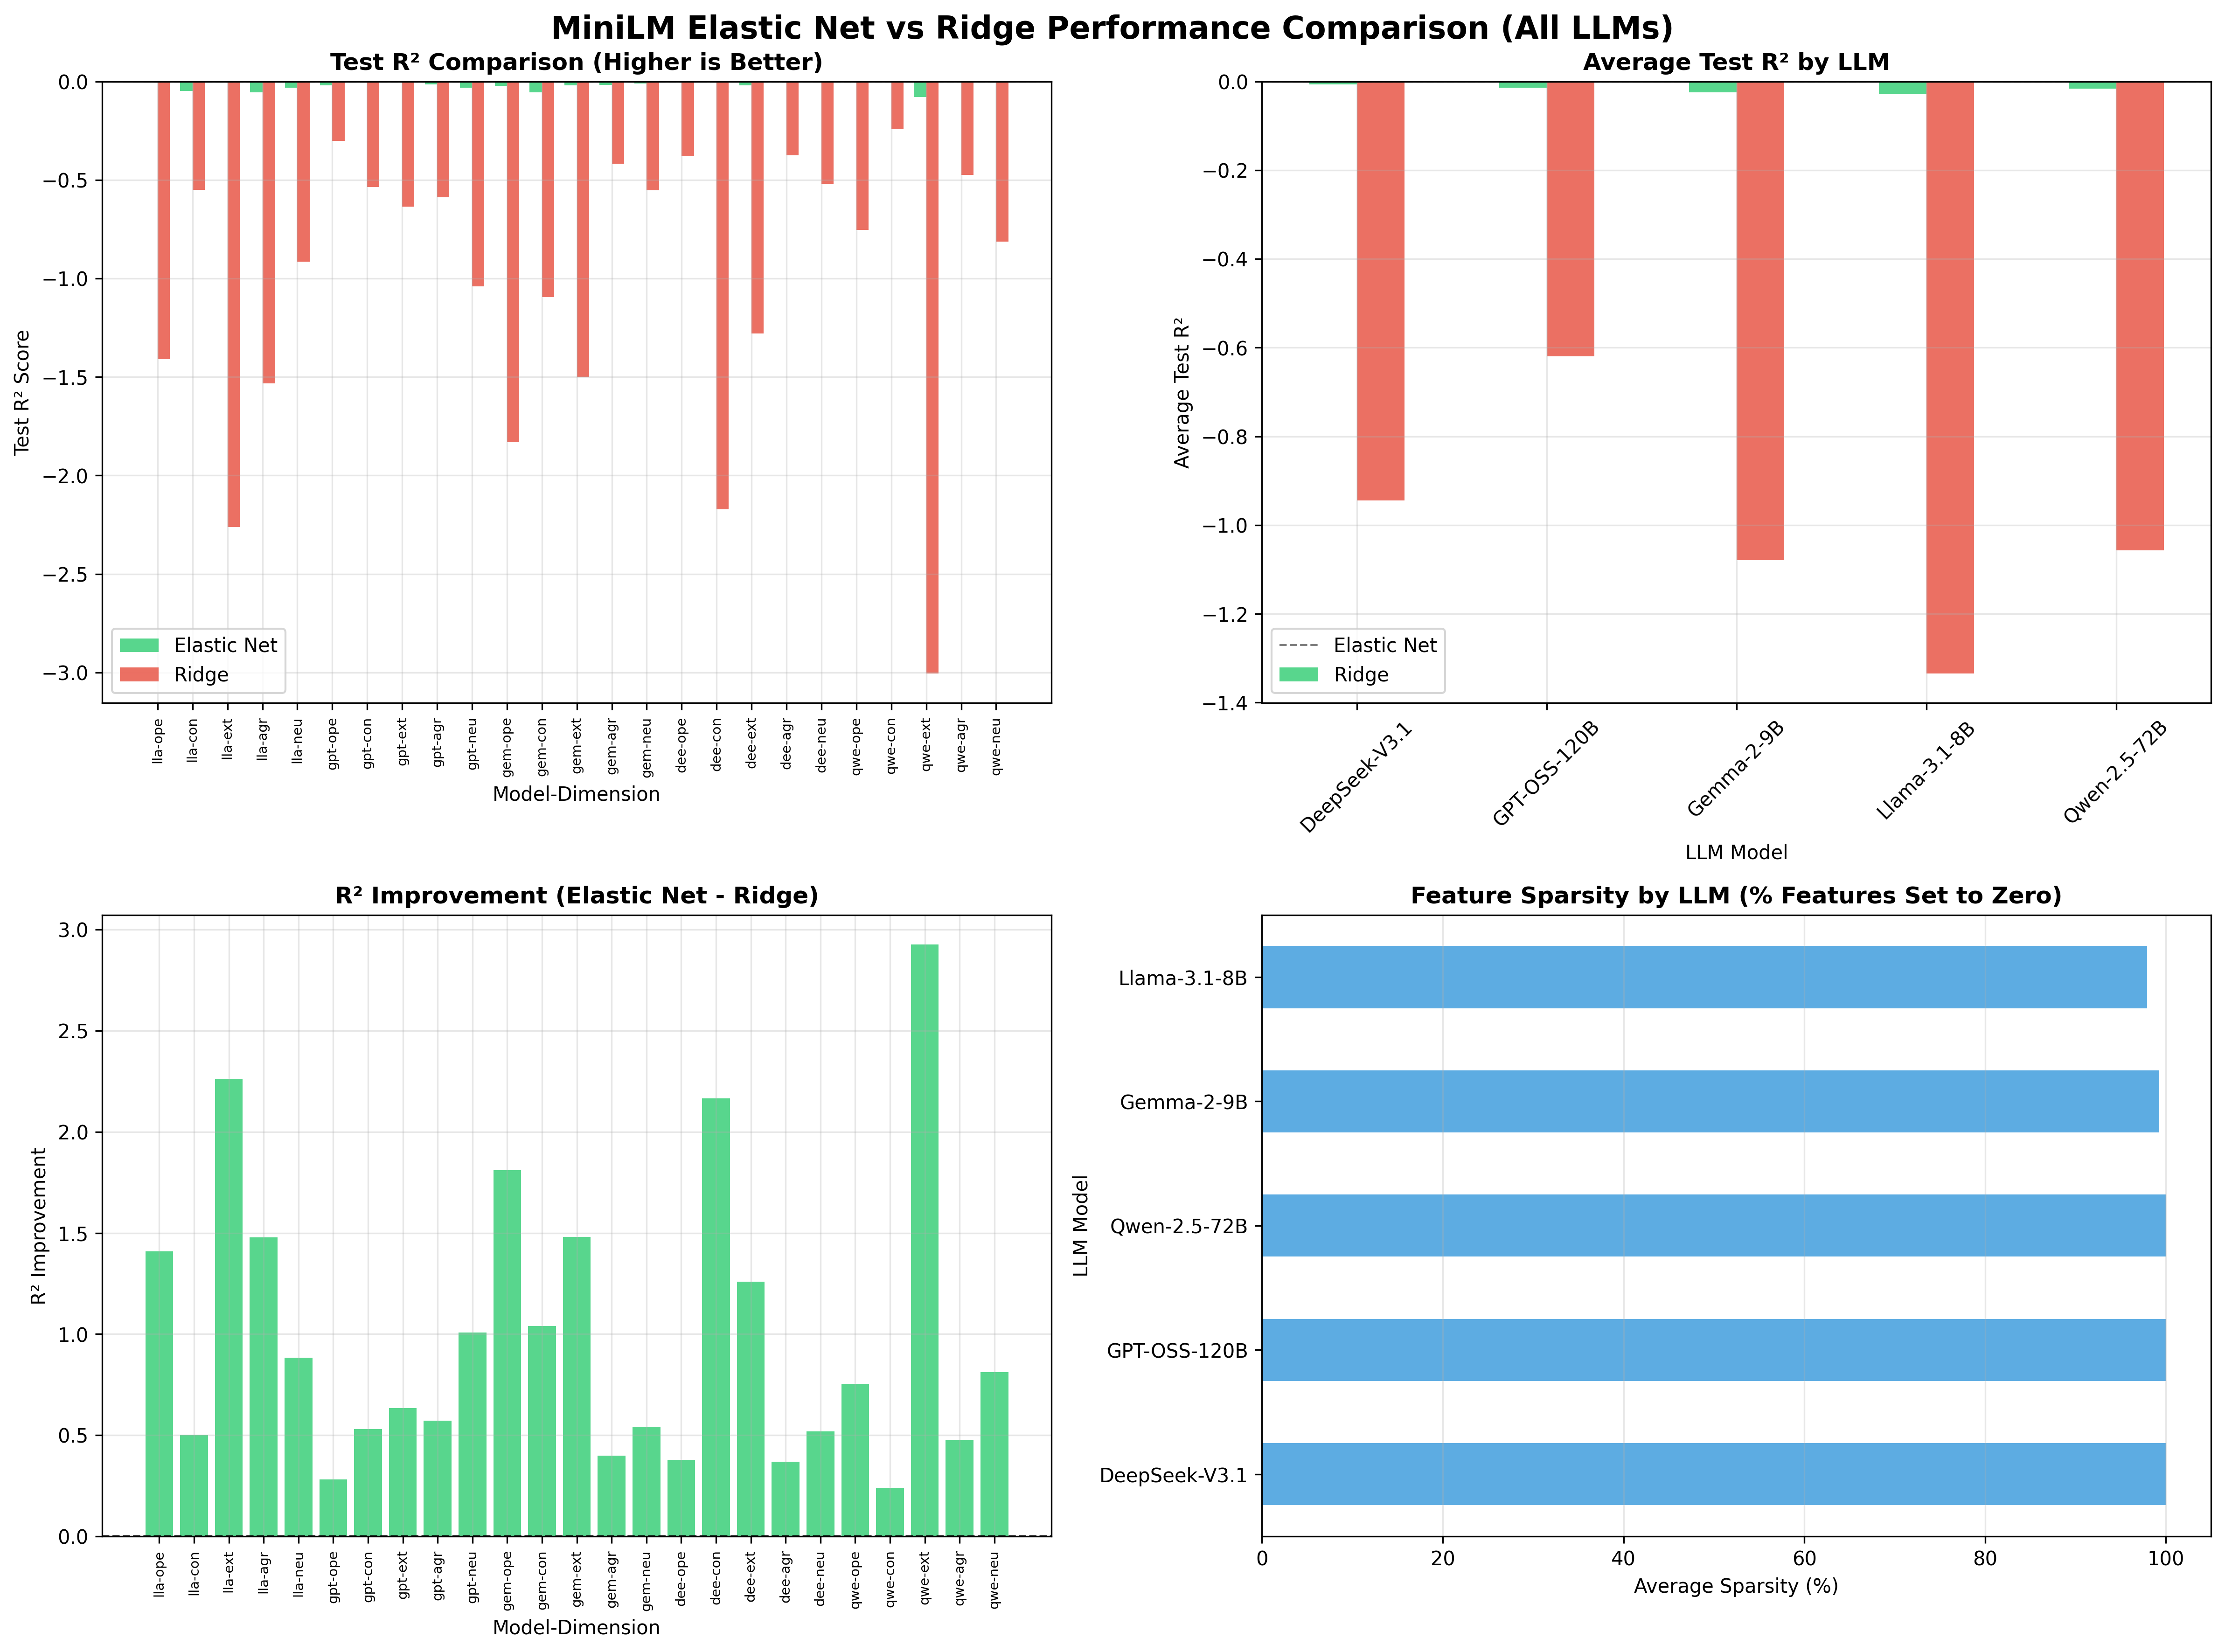 MiniLM Elastic Net vs Ridge Performance Comparison (All LLMs)
Test R² Comparison (Higher is Better)
Test R² Score
0.0
−0.5
−1.0
−1.5
−2.0
−2.5
−3.0
Elastic Net
Ridge
lla-ope
lla-con
lla-ext
lla-agr
lla-neu
gpt-ope
gpt-con
gpt-ext
gpt-agr
gpt-neu
gem-ope
gem-con
gem-ext
gem-agr
gem-neu
dee-ope
dee-con
dee-ext
dee-agr
dee-neu
qwe-ope
qwe-con
qwe-ext
qwe-agr
qwe-neu
Model-Dimension
Average Test R² by LLM
Average Test R²
0.0
−0.2
−0.4
−0.6
−0.8
−1.0
−1.2
−1.4
Elastic Net
Ridge
DeepSeek-V3.1
GPT-OSS-120B
Gemma-2-9B
Llama-3.1-8B
Qwen-2.5-72B
LLM Model
R² Improvement (Elastic Net - Ridge)
R² Improvement
3.0
2.5
2.0
1.5
1.0
0.5
0.0
lla-ope
lla-con
lla-ext
lla-agr
lla-neu
gpt-ope
gpt-con
gpt-ext
gpt-agr
gpt-neu
gem-ope
gem-con
gem-ext
gem-agr
gem-neu
dee-ope
dee-con
dee-ext
dee-agr
dee-neu
qwe-ope
qwe-con
qwe-ext
qwe-agr
qwe-neu
Model-Dimension
Feature Sparsity by LLM (% Features Set to Zero)
LLM Model
Llama-3.1-8B
Gemma-2-9B
Qwen-2.5-72B
GPT-OSS-120B
DeepSeek-V3.1
0
20
40
60
80
100
Average Sparsity (%)